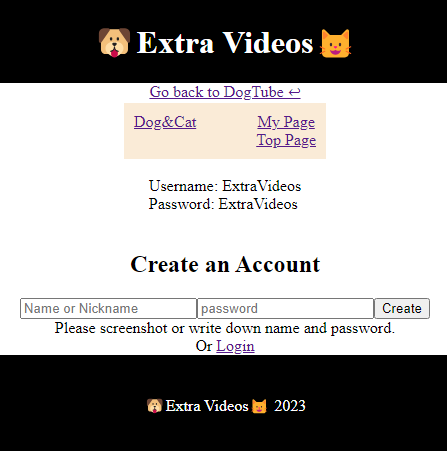 🐶 Extra Videos 🐱
Go back to DogTube ↩
Dog&Cat My Page
Top Page
Username: ExtraVideos
Password: ExtraVideos
Create an Account
Name or Nickname password Create
Please screenshot or write down name and password.
Or Login
🐶 Extra Videos 🐱 2023